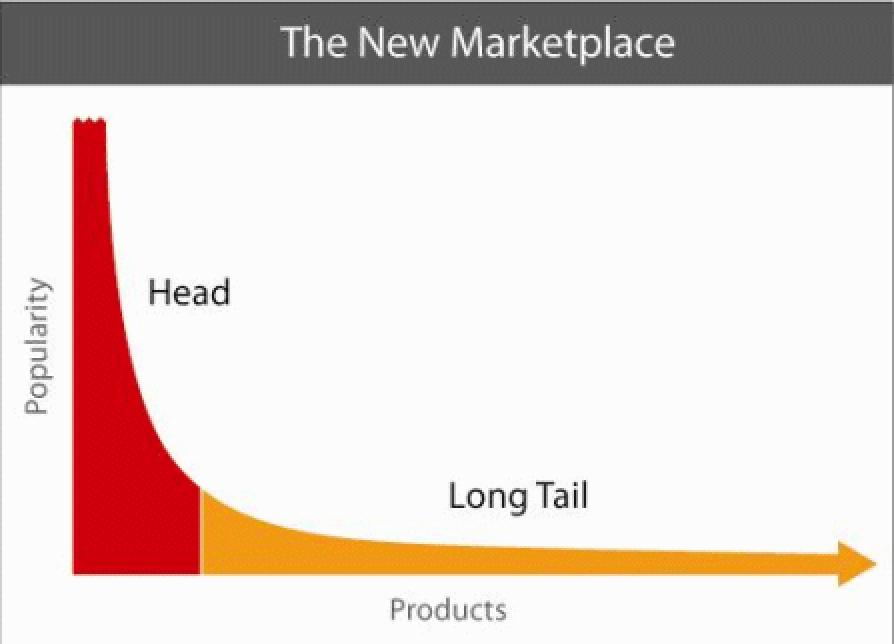 The New Marketplace
Head
Popularity
Long Tail
Products